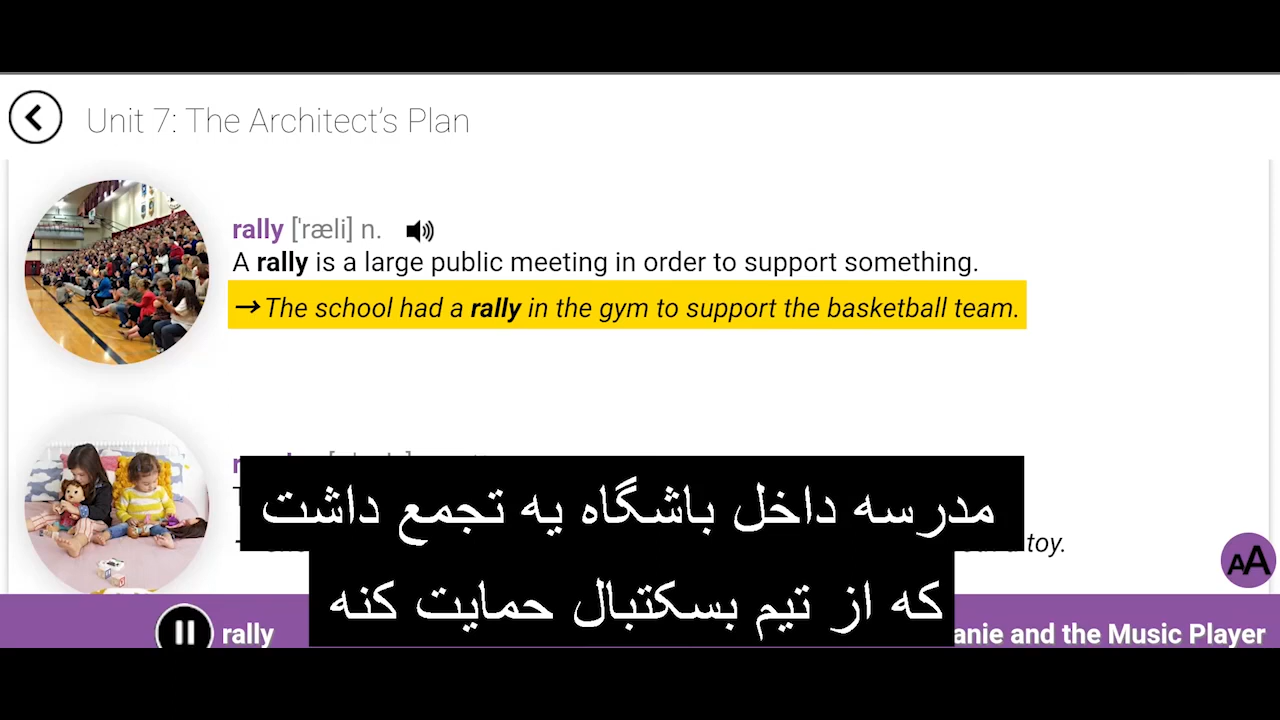 Unit 7: The Architect's Plan
rally [ˈræli] n.
A rally is a large public meeting in order to support something.
→ The school had a rally in the gym to support the basketball team.
مدرسه داخل باشگاه یه تجمع داشت
toy.
که از تیم بسکتبال حمایت کنه
AA
rally
and the Music Player